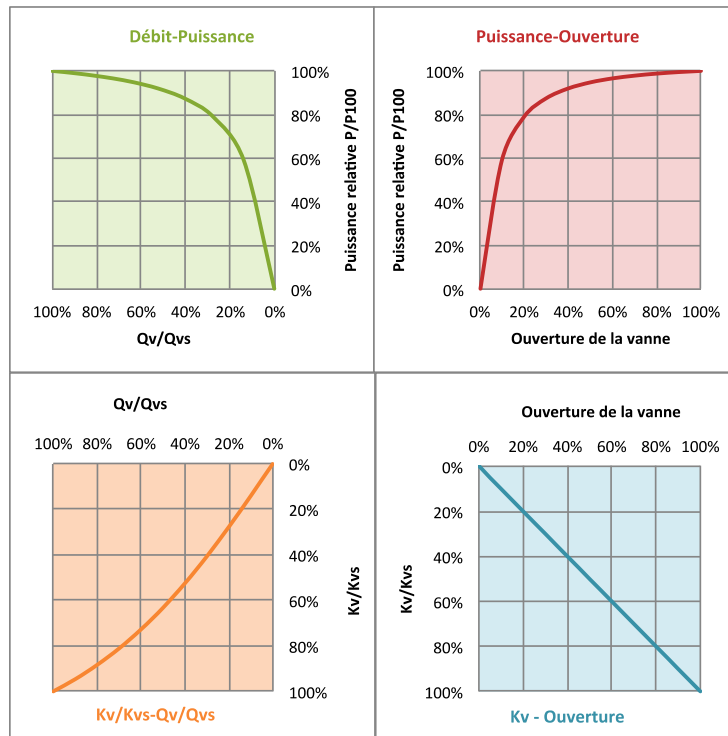 Débit-Puissance
100%
80%
60%
40%
20%
0%
Puissance relative P/P100
100% 80% 60% 40% 20% 0%
Qv/Qvs
Puissance-Ouverture
Puissance relative P/P100
100%
80%
60%
40%
20%
0%
0% 20% 40% 60% 80% 100%
Ouverture de la vanne
Qv/Qvs
100% 80% 60% 40% 20% 0%
0%
20%
40%
60%
80%
100%
Kv/Kvs
Kv/Kvs-Qv/Qvs
Ouverture de la vanne
0% 20% 40% 60% 80% 100%
Kv/Kvs
0%
20%
40%
60%
80%
100%
Kv - Ouverture